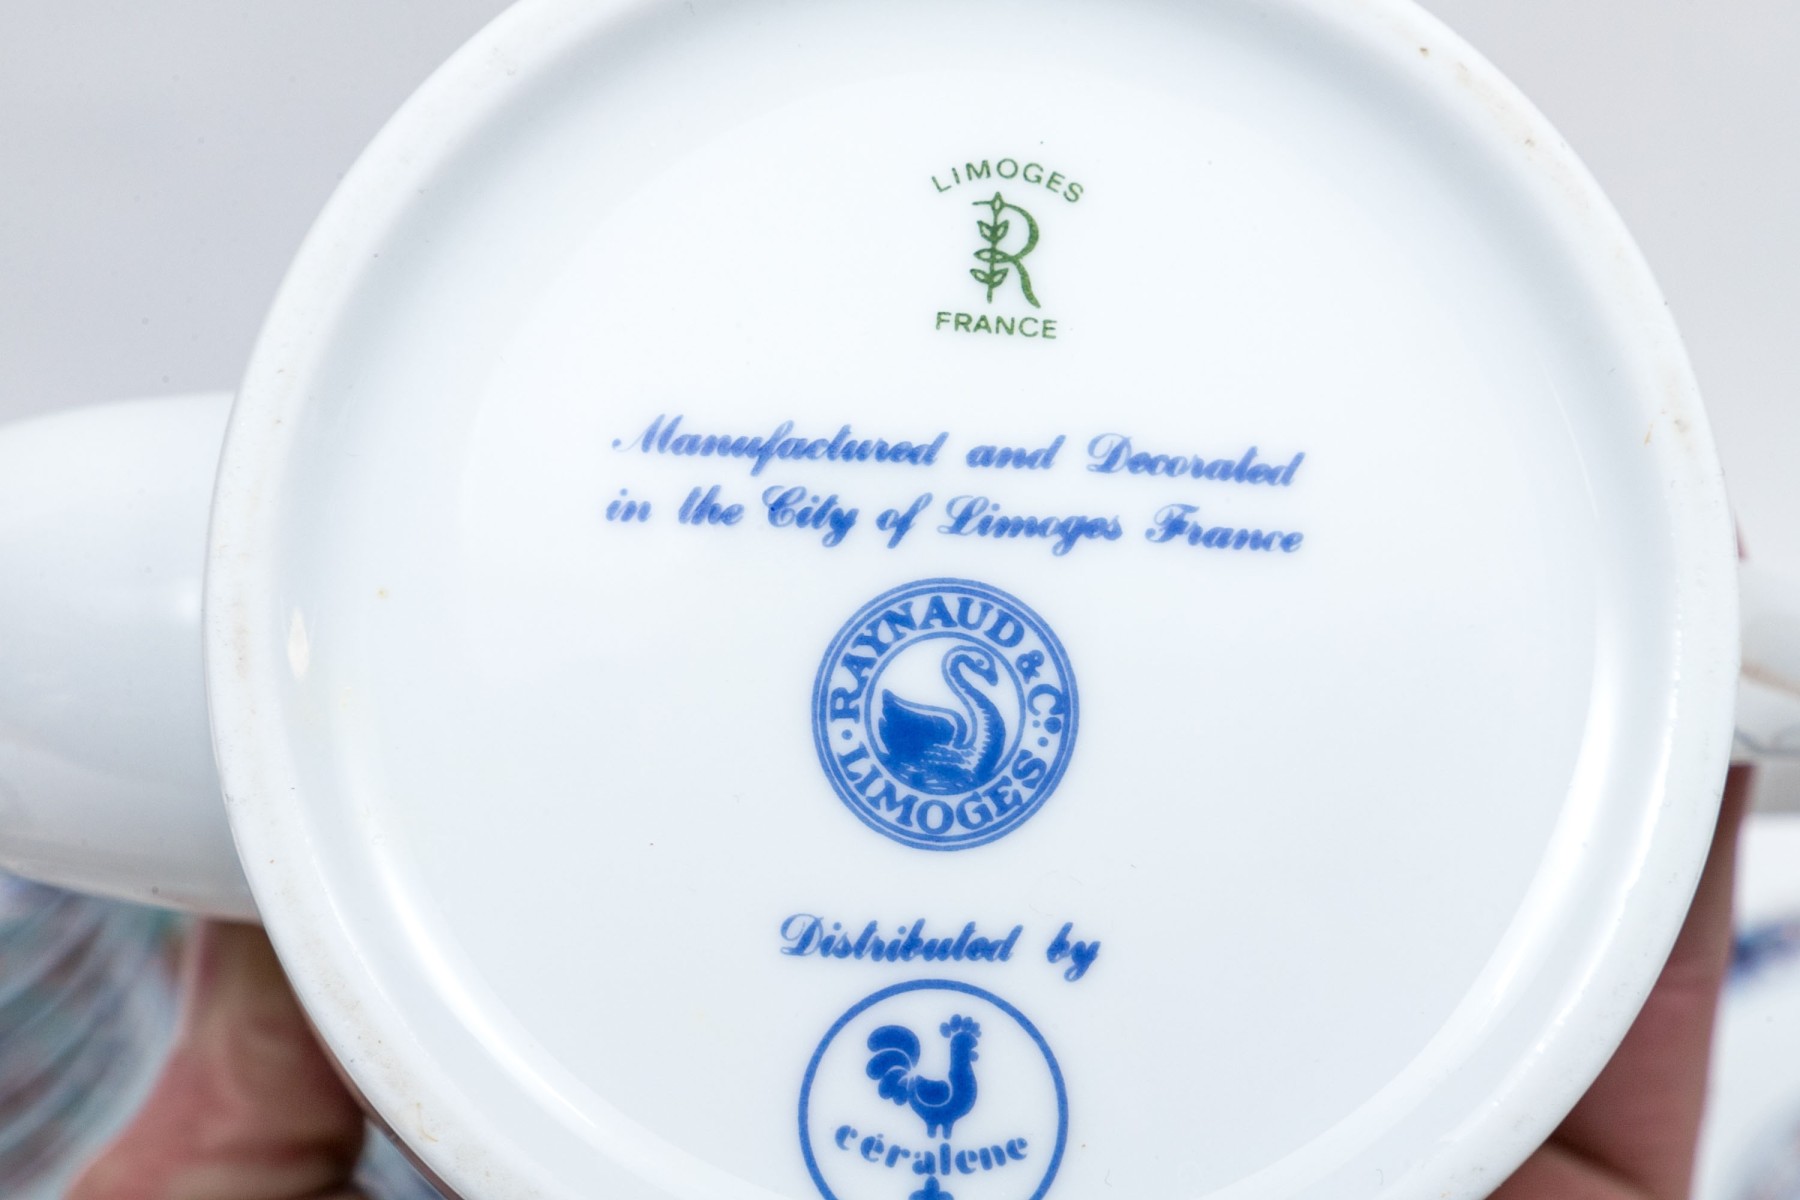 LIMOGES
R
FRANCE
Manufactured and Decorated
in the City of Limoges France
RAYNAUD & Co.
LIMOGES
Distributed by
céralene